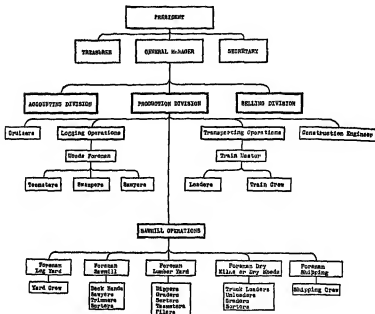 PRESIDENT
TREASURER
GENERAL MANAGER
SECRETARY
ACCOUNTING DIVISION
PRODUCTION DIVISION
SELLING DIVISION
Cruisers
Logging Operations
Transporting Operations
Construction Engineer
Woods Foreman
Train Master
Teamsters
Swampers
Sawyers
Loaders
Train Crew
SAWMILL OPERATIONS
Foreman
Log Yard
Foreman
Sawmill
Foreman
Lumber Yard
Foreman Dry
Kilns or Dry Sheds
Foreman
Shipping
Yard Crew
Deck Hands
Sawyers
Trimmers
Sorters
Graders
Sorters
Teamsters
Pilers
Truck Loaders
Unloaders
Graders
Sorters
Shipping Crew